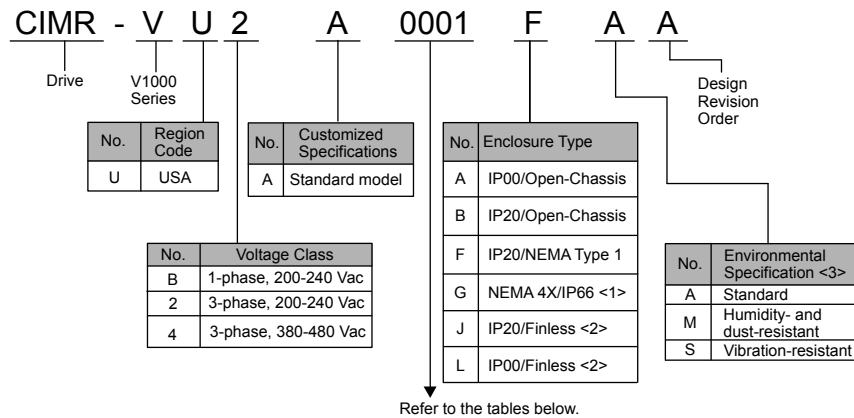 CIMR - V U 2 A 0001 F A A
Drive
V1000
Series
Design
Revision
Order
No. Region
Code
U USA
No. Customized
Specifications
A Standard model
No. Enclosure Type
A IP00/Open-Chassis
B IP20/Open-Chassis
F IP20/NEMA Type 1
G NEMA 4X/IP66 <1>
J IP20/Finless <2>
L IP00/Finless <2>
No. Voltage Class
B 1-phase, 200-240 Vac
2 3-phase, 200-240 Vac
4 3-phase, 380-480 Vac
No. Environmental
Specification <3>
A Standard
M Humidity- and
dust-resistant
S Vibration-resistant
Refer to the tables below.